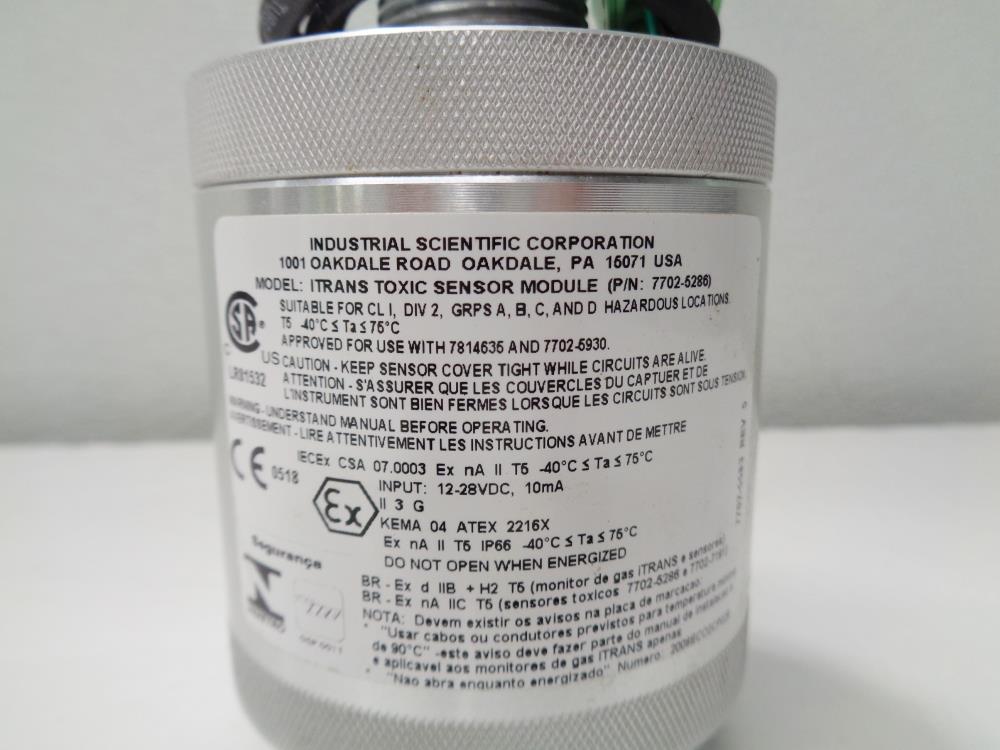 INDUSTRIAL SCIENTIFIC CORPORATION
1001 OAKDALE ROAD OAKDALE, PA 15071 USA
MODEL: ITRANS TOXIC SENSOR MODULE (P/N: 7702-5286)
SUITABLE FOR CL I, DIV 2, GRPS A, B, C, AND D HAZARDOUS LOCATIONS.
T5 -40°C ≤ Ta ≤ 75°C
APPROVED FOR USE WITH 7814635 AND 7702-5930.
CSA ®
C US
LR91532
CAUTION - KEEP SENSOR COVER TIGHT WHILE CIRCUITS ARE ALIVE.
ATTENTION - S'ASSURER QUE LES COUVERCLES DU CAPTUER ET DE
L'INSTRUMENT SONT BIEN FERMES LORSQUE LES CIRCUITS SONT SOUS TENSION.
WARNING - UNDERSTAND MANUAL BEFORE OPERATING.
AVERTISSEMENT - LIRE ATTENTIVEMENT LES INSTRUCTIONS AVANT DE METTRE
CE 0518
IECEx CSA 07.0003 Ex nA II T5 -40°C ≤ Ta ≤ 75°C
INPUT: 12-28VDC, 10mA
Ex
II 3 G
KEMA 04 ATEX 2216X
Ex nA II T5 IP66 -40°C ≤ Ta ≤ 75°C
DO NOT OPEN WHEN ENERGIZED
Segurança
BR - Ex d IIB + H2 T5 (monitor de gas iTRANS e sensores)
BR - Ex nA IIC T5 (sensores toxicos 7702-5286 e 7702-7191)
NOTA: Devem existir os avisos na placa de marcacao:
* "Usar cabos ou condutores previstos para temperatura
de 90°C" -este aviso deve fazer parte do manual de
e aplicavel aos monitores de gas iTRANS apenas
* "Nao abra enquanto energizado" Numero:
REV 0